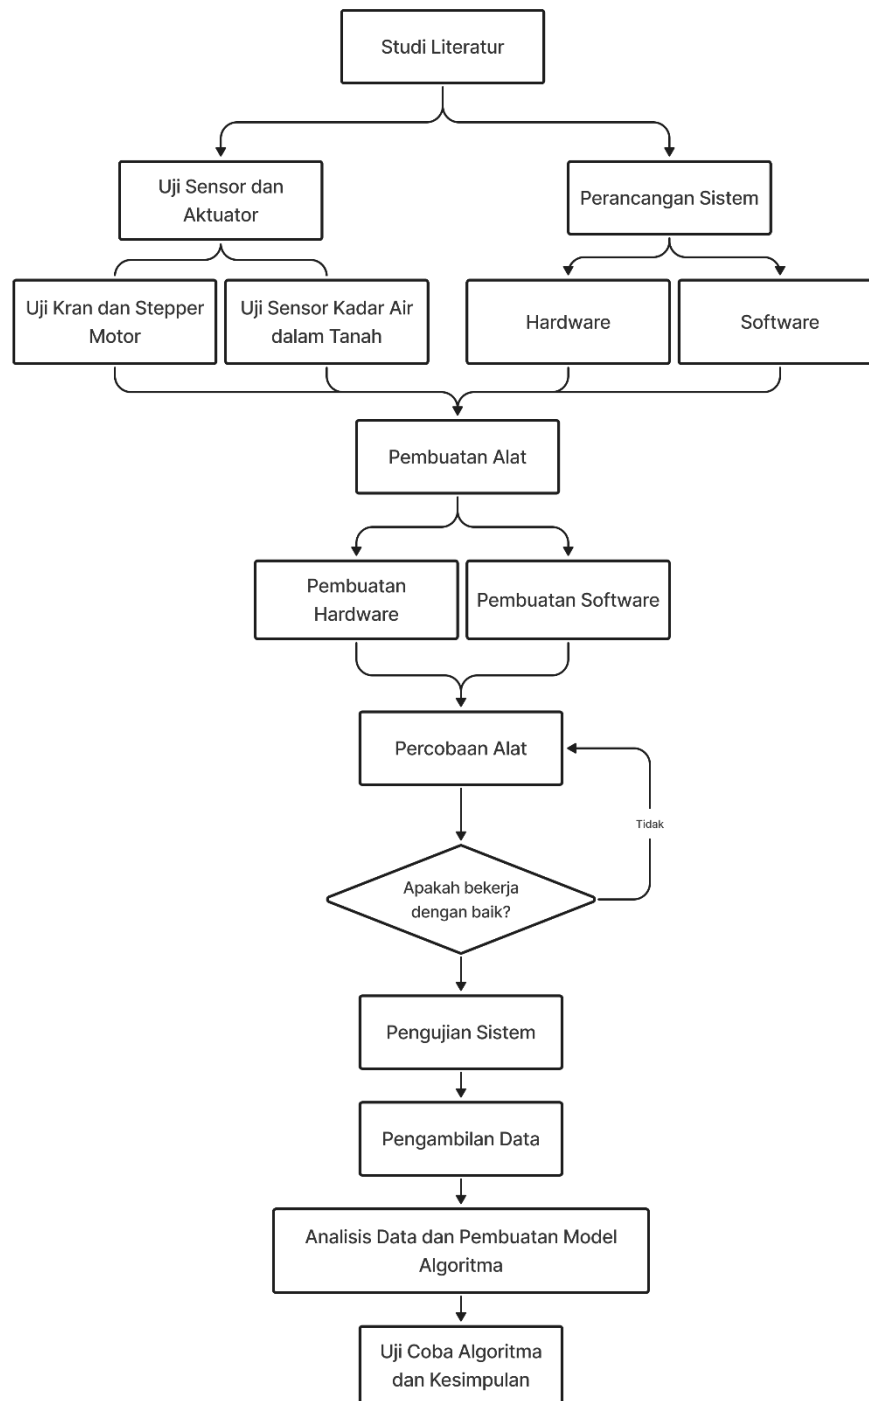 Studi Literatur
Uji Sensor dan
Aktuator
Perancangan Sistem
Uji Kran dan Stepper
Motor
Uji Sensor Kadar Air
dalam Tanah
Hardware
Software
Pembuatan Alat
Pembuatan
Hardware
Pembuatan Software
Percobaan Alat
Tidak
Apakah bekerja
dengan baik?
Pengujian Sistem
Pengambilan Data
Analisis Data dan Pembuatan Model
Algoritma
Uji Coba Algoritma
dan Kesimpulan